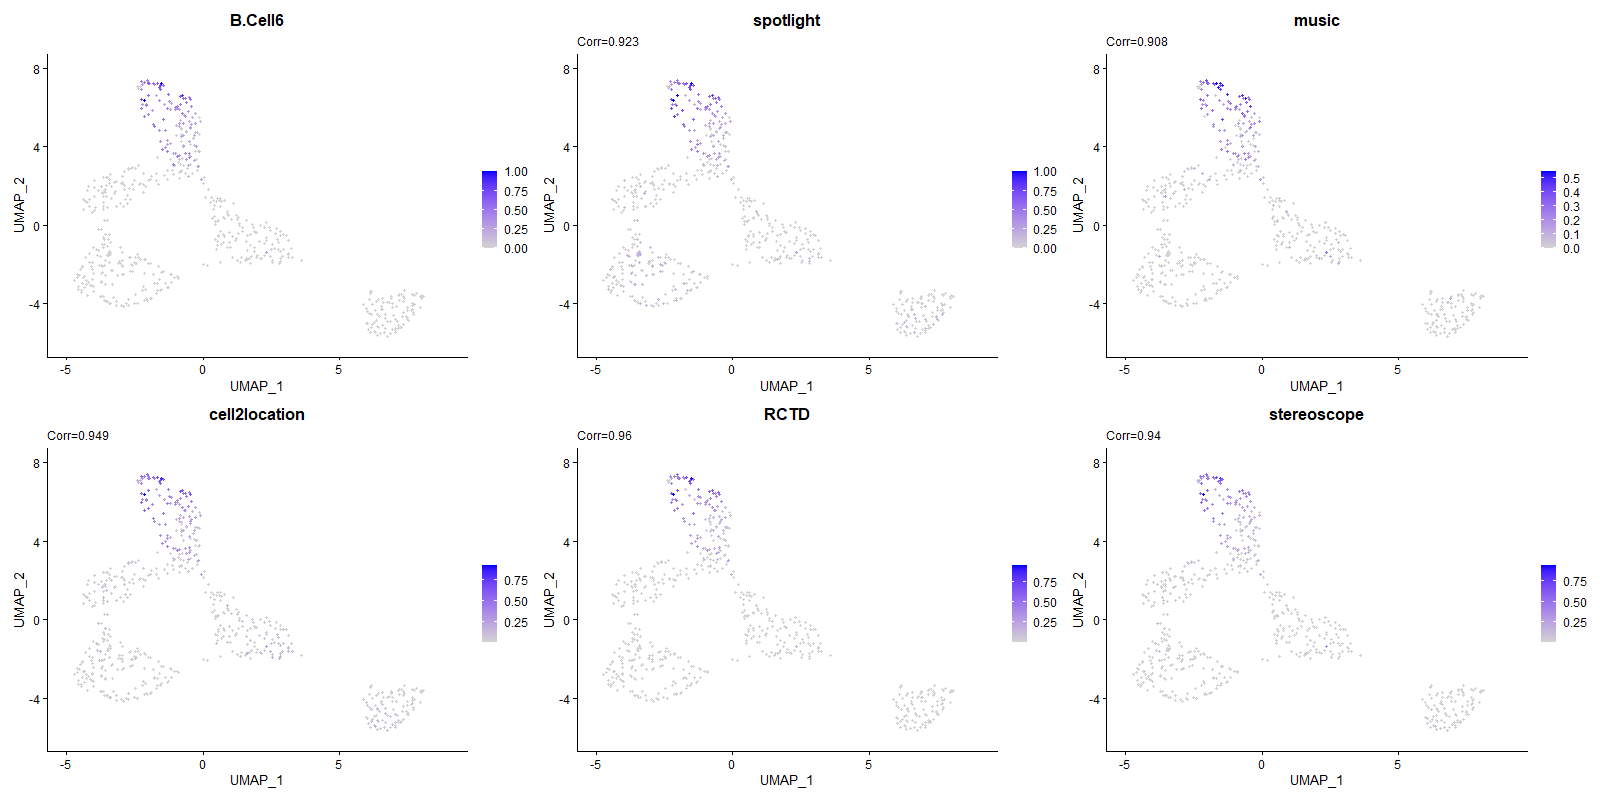 B.Cell6
8
4
0
-4
-5
0
5
UMAP_2
UMAP_1
1.00
0.75
0.50
0.25
0.00
spotlight
Corr=0.923
8
4
0
-4
-5
0
5
UMAP_2
UMAP_1
1.00
0.75
0.50
0.25
0.00
music
Corr=0.908
8
4
0
-4
-5
0
5
UMAP_2
UMAP_1
0.5
0.4
0.3
0.2
0.1
0.0
cell2location
Corr=0.949
8
4
0
-4
-5
0
5
UMAP_2
UMAP_1
0.75
0.50
0.25
RCTD
Corr=0.96
8
4
0
-4
-5
0
5
UMAP_2
UMAP_1
0.75
0.50
0.25
stereoscope
Corr=0.94
8
4
0
-4
-5
0
5
UMAP_2
UMAP_1
0.75
0.50
0.25